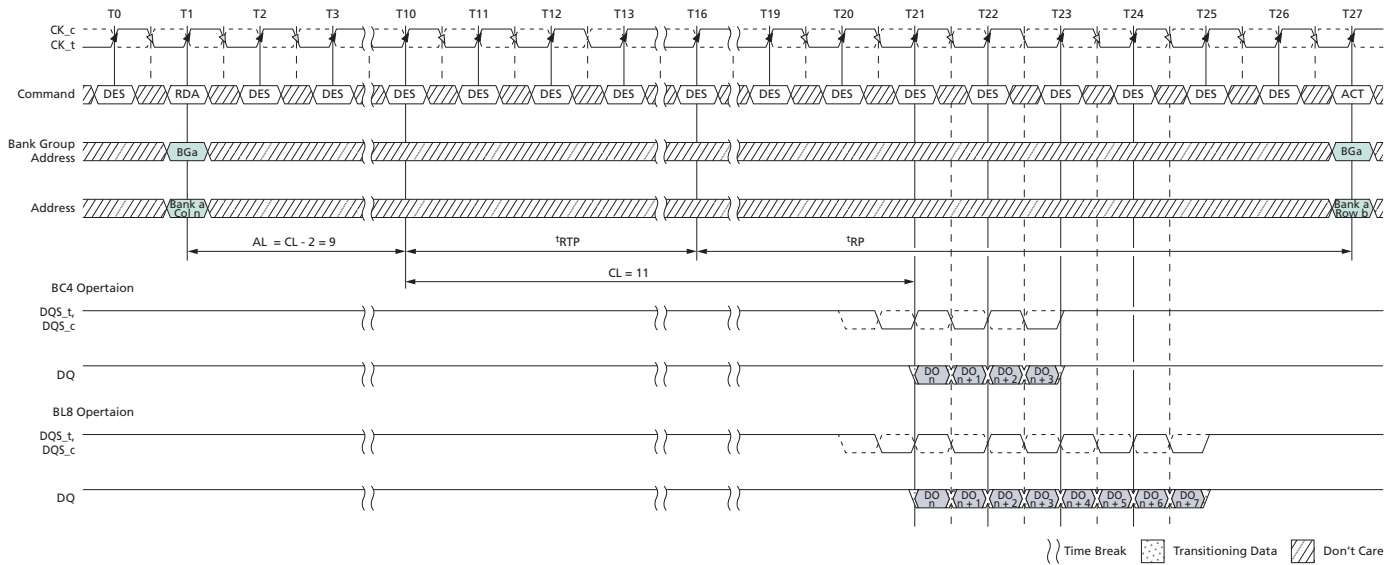 T0 T1 T2 T3 T10 T11 T12 T13 T16 T19 T20 T21 T22 T23 T24 T25 T26 T27
CK_c
CK_t
Command DES RDA DES DES DES DES DES DES DES DES DES DES DES DES DES DES DES ACT
Bank Group
Address
BGa BGa
Address
Bank a
Col n
Bank a
Row b
AL = CL - 2 = 9 tRTP tRP
CL = 11
BC4 Opertaion
DQS_t,
DQS_c
DQ
DO
n
DO
n + 1
DO
n + 2
DO
n + 3
BL8 Opertaion
DQS_t,
DQS_c
DQ
DO
n
DO
n + 1
DO
n + 2
DO
n + 3
DO
n + 4
DO
n + 5
DO
n + 6
DO
n + 7
Time Break Transitioning Data Don't Care